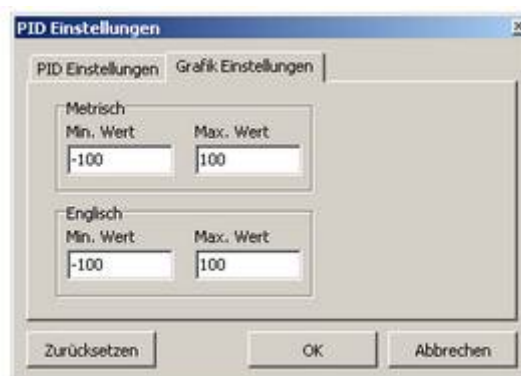 PID Einstellungen
PID Einstellungen Grafik Einstellungen
Metrisch
Min. Wert Max. Wert
-100 100
Englisch
Min. Wert Max. Wert
-100 100
Zurücksetzen OK Abbrechen